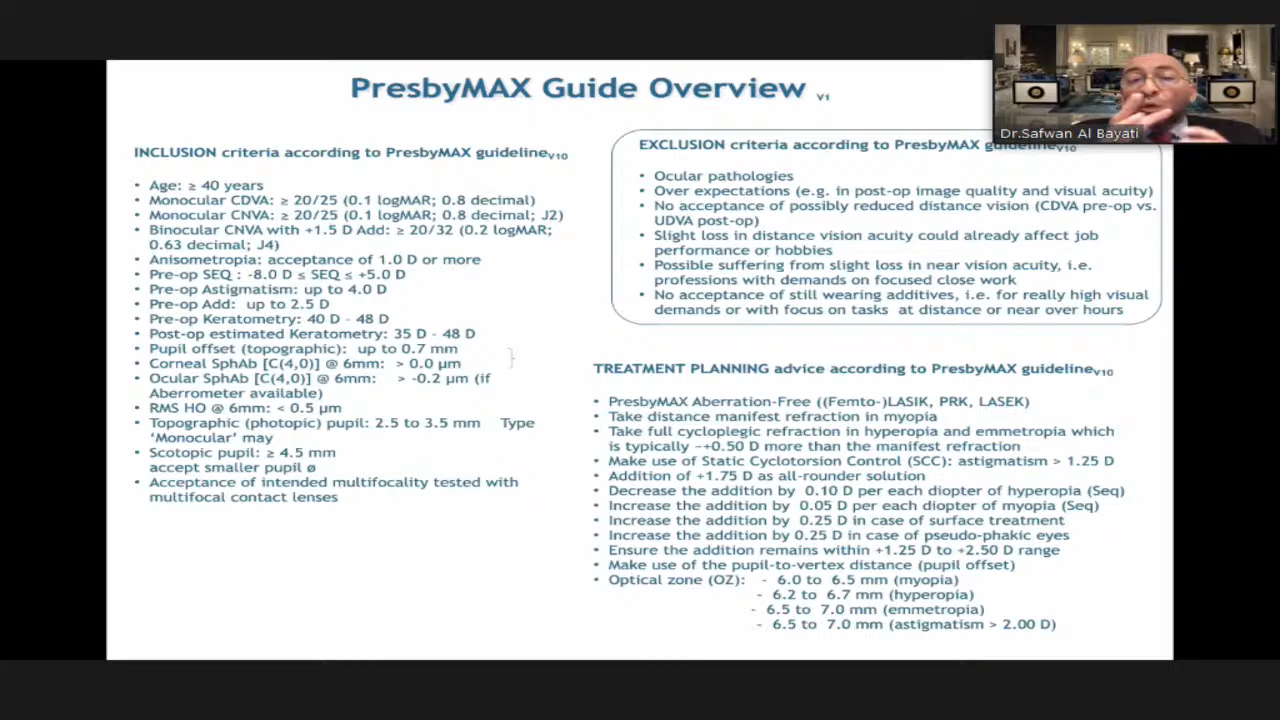 PresbyMAX Guide Overview V1
Dr.Safwan Al Bayati
INCLUSION criteria according to PresbyMAX guidelineV10
• Age: ≥ 40 years
• Monocular CDVA: ≥ 20/25 (0.1 logMAR; 0.8 decimal)
• Monocular CNVA: ≥ 20/25 (0.1 logMAR; 0.8 decimal; J2)
• Binocular CNVA with +1.5 D Add: ≥ 20/32 (0.2 logMAR;
0.63 decimal; J4)
• Anisometropia: acceptance of 1.0 D or more
• Pre-op SEQ : -8.0 D ≤ SEQ ≤ +5.0 D
• Pre-op Astigmatism: up to 4.0 D
• Pre-op Add: up to 2.5 D
• Pre-op Keratometry: 40 D - 48 D
• Post-op estimated Keratometry: 35 D - 48 D
• Pupil offset (topographic): up to 0.7 mm
• Corneal SphAb [C(4,0)] @ 6mm: > 0.0 µm
• Ocular SphAb [C(4,0)] @ 6mm: > -0.2 µm (if
Aberrometer available)
• RMS HO @ 6mm: < 0.5 µm
• Topographic (photopic) pupil: 2.5 to 3.5 mm Type
‘Monocular’ may
• Scotopic pupil: ≥ 4.5 mm
accept smaller pupil ø
• Acceptance of intended multifocality tested with
multifocal contact lenses
EXCLUSION criteria according to PresbyMAX guidelineV10
• Ocular pathologies
• Over expectations (e.g. in post-op image quality and visual acuity)
• No acceptance of possibly reduced distance vision (CDVA pre-op vs.
UDVA post-op)
• Slight loss in distance vision acuity could already affect job
performance or hobbies
• Possible suffering from slight loss in near vision acuity, i.e.
professions with demands on focused close work
• No acceptance of still wearing additives, i.e. for really high visual
demands or with focus on tasks at distance or near over hours
TREATMENT PLANNING advice according to PresbyMAX guidelineV10
• PresbyMAX Aberration-Free ((Femto-)LASIK, PRK, LASEK)
• Take distance manifest refraction in myopia
• Take full cycloplegic refraction in hyperopia and emmetropia which
is typically ~+0.50 D more than the manifest refraction
• Make use of Static Cyclotorsion Control (SCC): astigmatism > 1.25 D
• Addition of +1.75 D as all-rounder solution
• Decrease the addition by 0.10 D per each diopter of hyperopia (Seq)
• Increase the addition by 0.05 D per each diopter of myopia (Seq)
• Increase the addition by 0.25 D in case of surface treatment
• Increase the addition by 0.25 D in case of pseudo-phakic eyes
• Ensure the addition remains within +1.25 D to +2.50 D range
• Make use of the pupil-to-vertex distance (pupil offset)
• Optical zone (OZ): - 6.0 to 6.5 mm (myopia)
- 6.2 to 6.7 mm (hyperopia)
- 6.5 to 7.0 mm (emmetropia)
- 6.5 to 7.0 mm (astigmatism > 2.00 D)